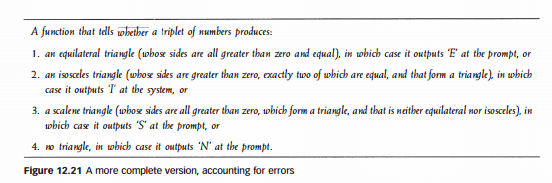 A function that tells whether a triplet of numbers produces:
1. an equilateral triangle (whose sides are all greater than zero and equal), in which case it outputs 'E' at the prompt, or
2. an isosceles triangle (whose sides are greater than zero, exactly two of which are equal, and that form a triangle), in which
case it outputs 'I' at the system, or
3. a scalene triangle (whose sides are all greater than zero, which form a triangle, and that is neither equilateral nor isosceles), in
which case it outputs 'S' at the prompt, or
4. no triangle, in which case it outputs 'N' at the prompt.
Figure 12.21 A more complete version, accounting for errors